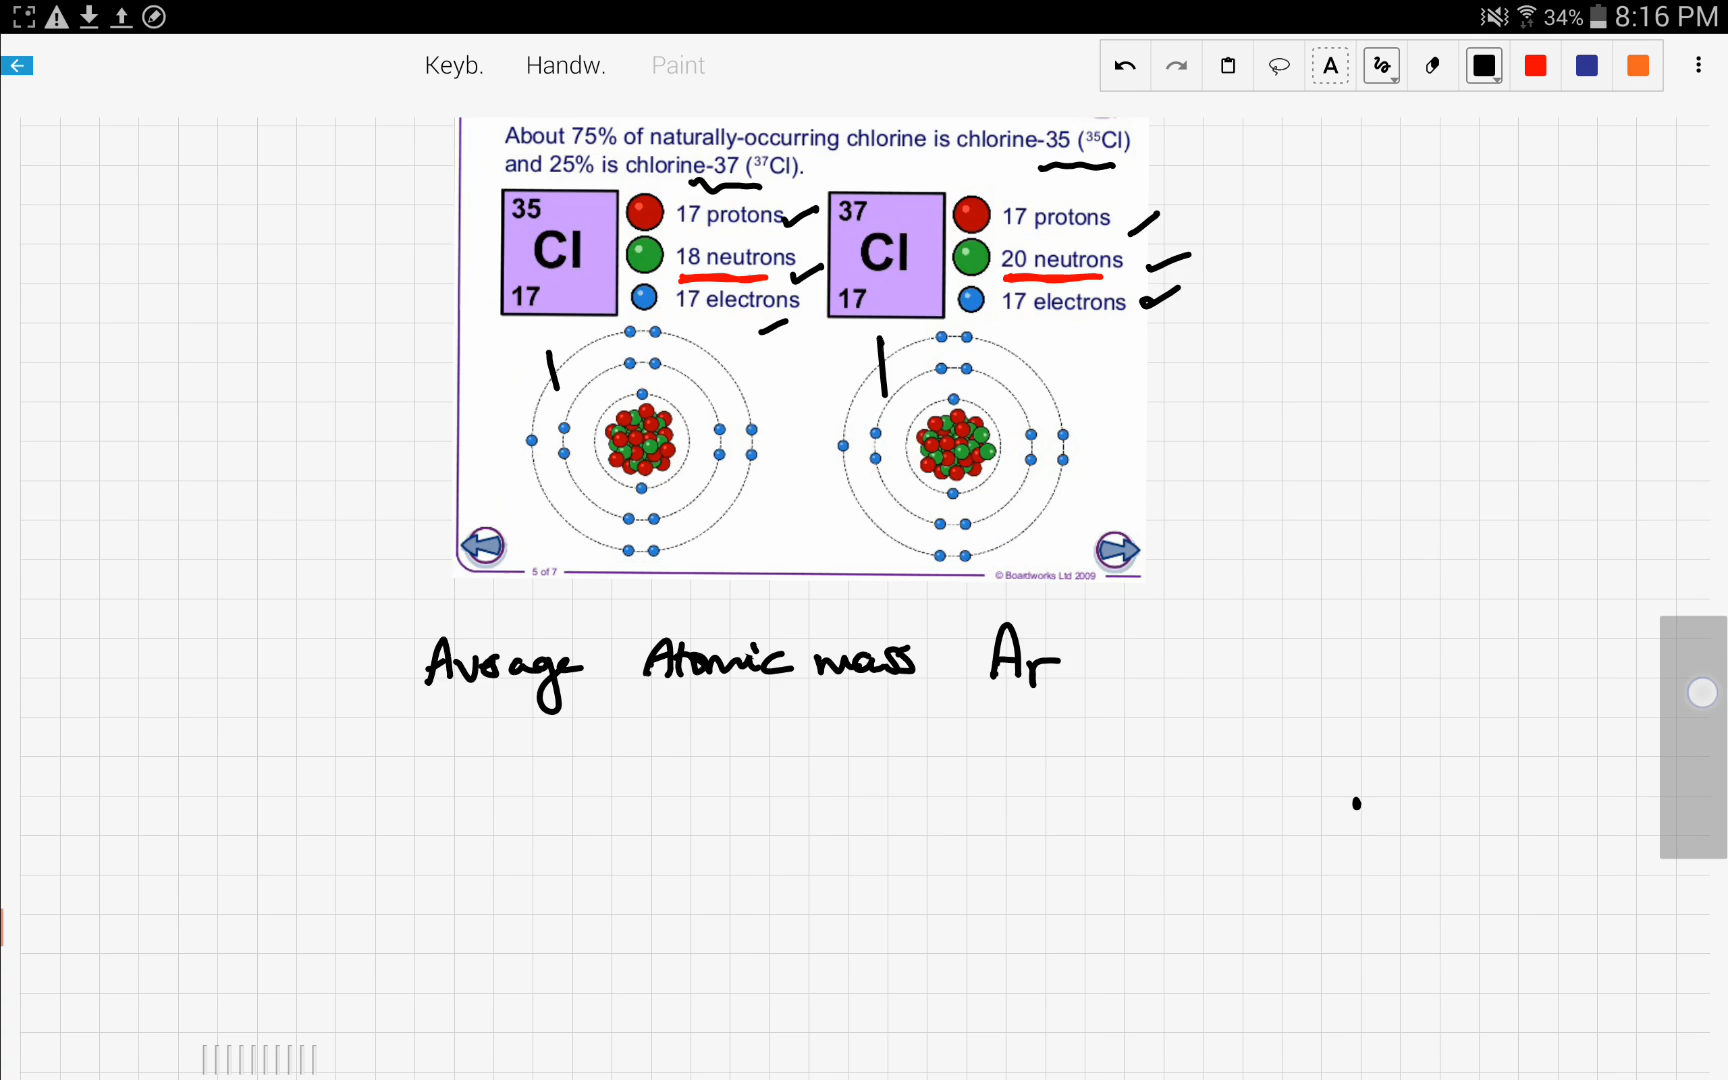 34% 8:16 PM
Keyb. Handw. Paint A
About 75% of naturally-occurring chlorine is chlorine-35 (³⁵Cl)
and 25% is chlorine-37 (³⁷Cl).
35 17 protons 37 17 protons
Cl 18 neutrons Cl 20 neutrons
17 17 electrons 17 17 electrons
5 of 7 © Boardworks Ltd 2009
Average Atomic mass Ar